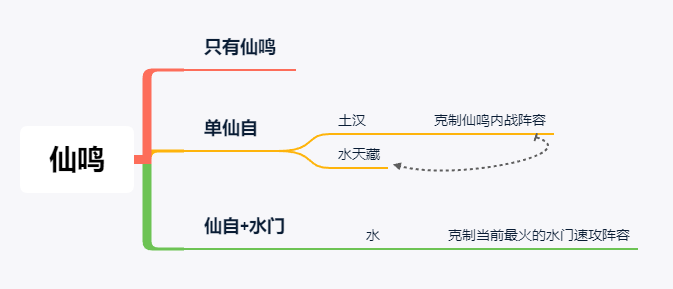 只有仙鸣
仙鸣
单仙自
土汉
克制仙鸣内战阵容
水天藏
仙自+水门
水
克制当前最火的水门速攻阵容